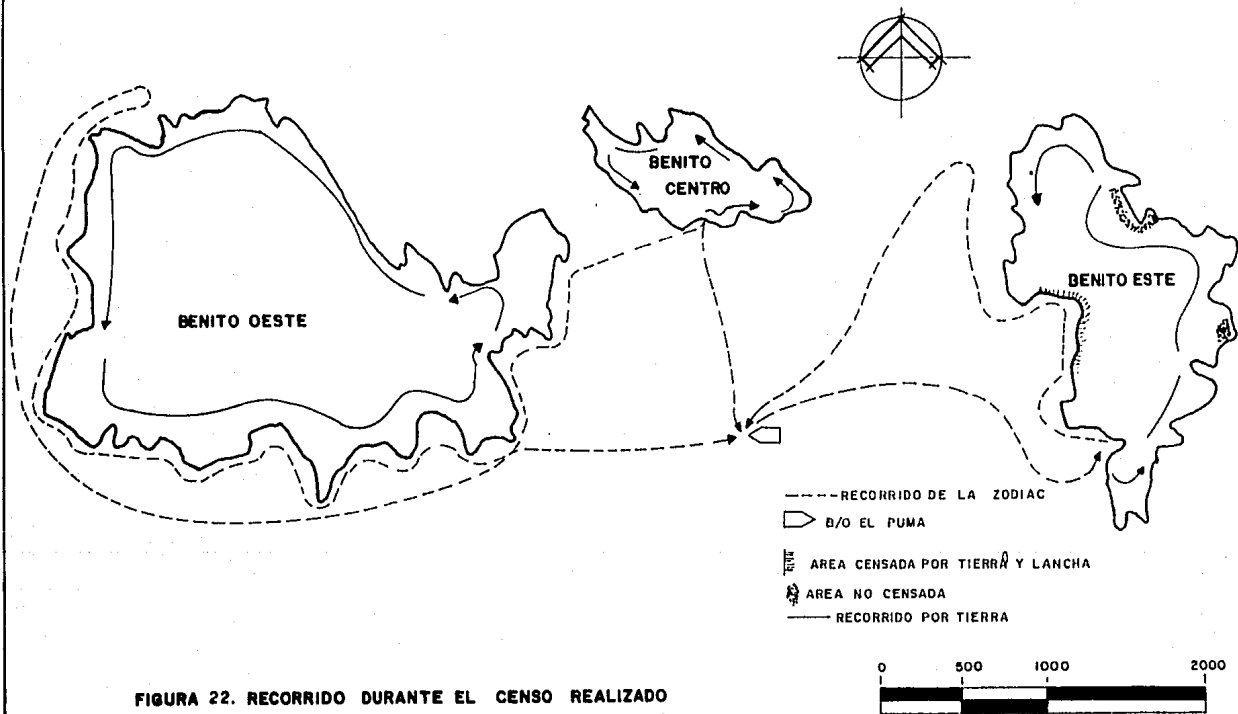 BENITO OESTE
BENITO
CENTRO
BENITO ESTE
RECORRIDO DE LA ZODIAC
B/O EL PUMA
AREA CENSADA POR TIERRA Y LANCHA
AREA NO CENSADA
RECORRIDO POR TIERRA
0 500 1000 2000
FIGURA 22. RECORRIDO DURANTE EL CENSO REALIZADO